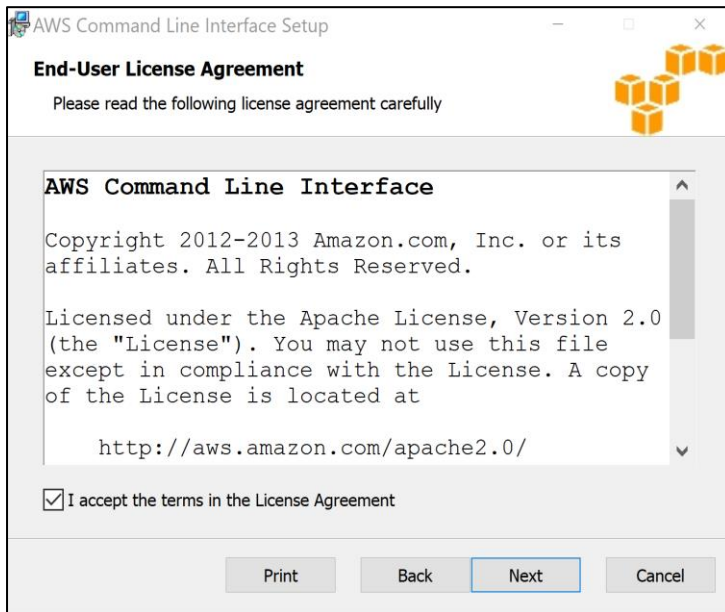 AWS Command Line Interface Setup
End-User License Agreement
Please read the following license agreement carefully
AWS Command Line Interface
Copyright 2012-2013 Amazon.com, Inc. or its
affiliates. All Rights Reserved.
Licensed under the Apache License, Version 2.0
(the "License"). You may not use this file
except in compliance with the License. A copy
of the License is located at
http://aws.amazon.com/apache2.0/
I accept the terms in the License Agreement
Print Back Next Cancel